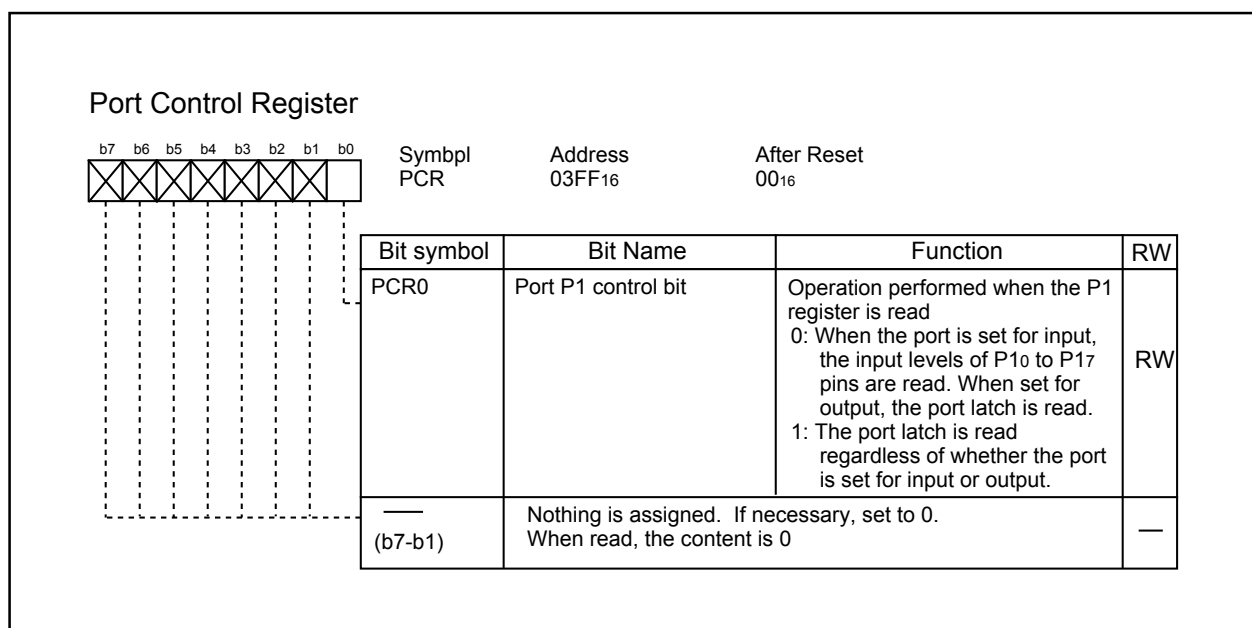 Port Control Register
b7 b6 b5 b4 b3 b2 b1 b0
Symbpl Address After Reset
PCR 03FF16 0016
Bit symbol Bit Name Function RW
PCR0 Port P1 control bit Operation performed when the P1
register is read
0: When the port is set for input,
the input levels of P10 to P17
pins are read. When set for
output, the port latch is read.
1: The port latch is read
regardless of whether the port
is set for input or output.
RW
— Nothing is assigned. If necessary, set to 0.
(b7-b1) When read, the content is 0
—